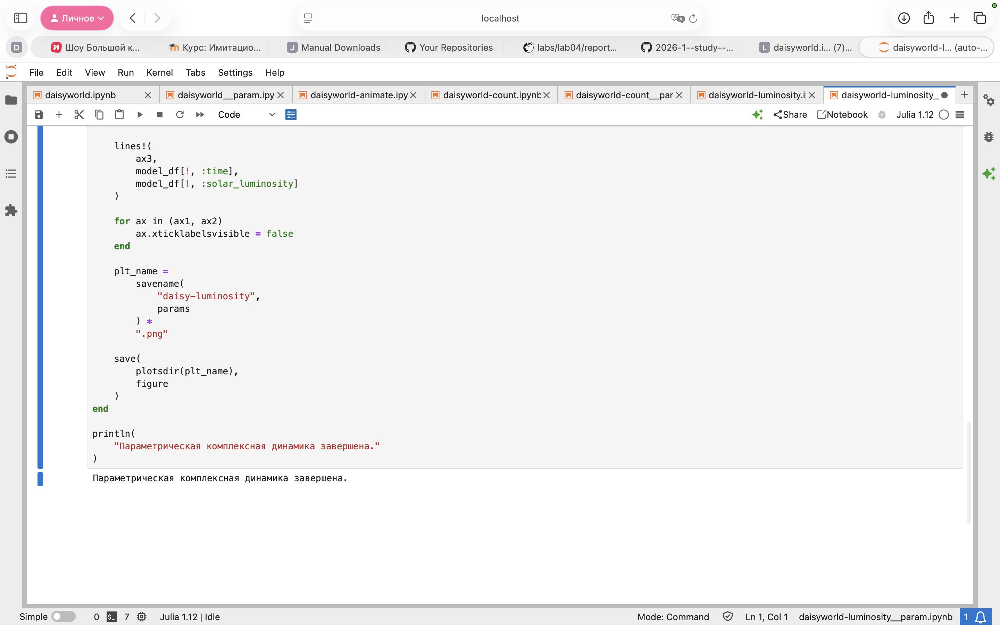 Личное
localhost
D
Шоу Большой к...
Курс: Имитацио...
J
Manual Downloads
Your Repositories
labs/lab04/report...
2026-1--study--...
L
daisyworld.i... (7)...
daisyworld-l... (auto-...
File Edit View Run Kernel Tabs Settings Help
daisyworld.ipynb
daisyworld__param.ipy
daisyworld-animate.ipy
daisyworld-count.ipynb
daisyworld-count__par
daisyworld-luminosity.i
daisyworld-luminosity_
Code
Share
Notebook
Julia 1.12
lines!(
ax3,
model_df[!, :time],
model_df[!, :solar_luminosity]
)
for ax in (ax1, ax2)
ax.xticklabelsvisible = false
end
plt_name =
savename(
"daisy-luminosity",
params
) *
".png"
save(
plotsdir(plt_name),
figure
)
end
println(
"Параметрическая комплексная динамика завершена."
)
Параметрическая комплексная динамика завершена.
Simple
0
$_
7
Julia 1.12 | Idle
Mode: Command
Ln 1, Col 1
daisyworld-luminosity__param.ipynb
1